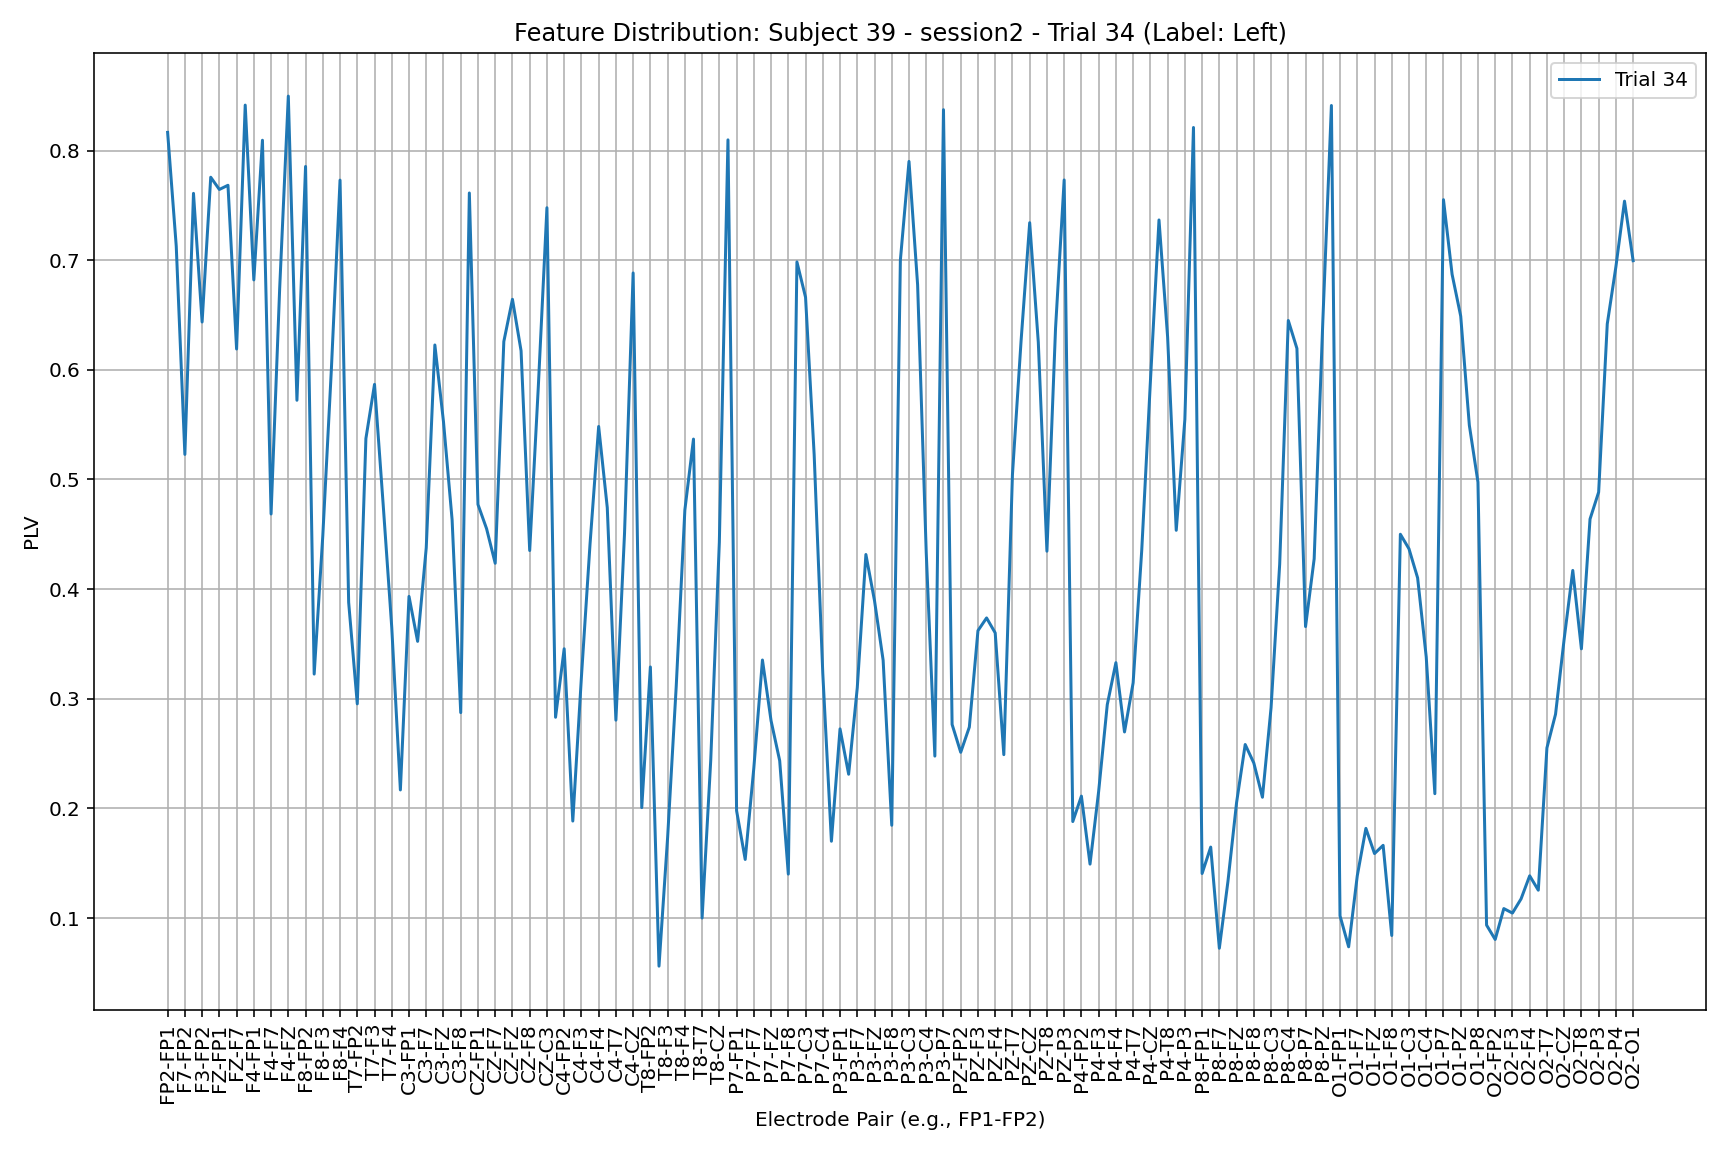 Feature Distribution: Subject 39 - session2 - Trial 34 (Label: Left)
Trial 34
PLV
0.8
0.7
0.6
0.5
0.4
0.3
0.2
0.1
FP2-FP1
F7-FP2
F3-FP2
FZ-FP1
FZ-F7
F4-FP1
F4-F7
F4-FZ
F8-FP2
F8-F3
F8-F4
T7-FP2
T7-F3
T7-F4
C3-FP1
C3-F7
C3-FZ
C3-F8
CZ-FP1
CZ-F7
CZ-FZ
CZ-F8
CZ-C3
C4-FP2
C4-F3
C4-F4
C4-T7
C4-CZ
T8-FP2
T8-F3
T8-F4
T8-T7
T8-CZ
P7-FP1
P7-F7
P7-FZ
P7-F8
P7-C3
P7-C4
P3-FP1
P3-F7
P3-FZ
P3-F8
P3-C3
P3-C4
P3-P7
PZ-FP2
PZ-F3
PZ-F4
PZ-T7
PZ-CZ
PZ-T8
PZ-P3
P4-FP2
P4-F3
P4-F4
P4-T7
P4-CZ
P4-T8
P4-P3
P8-FP1
P8-F7
P8-FZ
P8-F8
P8-C3
P8-C4
P8-P7
P8-PZ
O1-FP1
O1-F7
O1-FZ
O1-F8
O1-C3
O1-C4
O1-P7
O1-PZ
O1-P8
O2-FP2
O2-F3
O2-F4
O2-T7
O2-CZ
O2-T8
O2-P3
O2-P4
O2-O1
Electrode Pair (e.g., FP1-FP2)